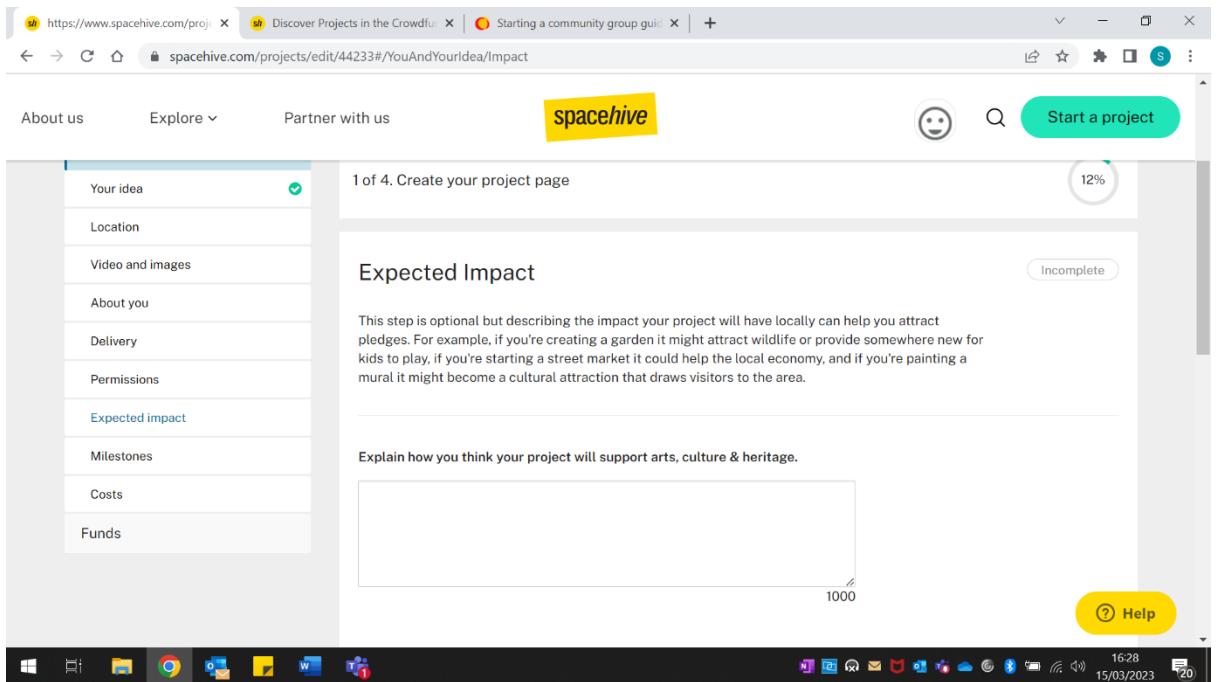 https://www.spacehive.com/proj
Discover Projects in the Crowdfu
Starting a community group guid
spacehive.com/projects/edit/44233#/YouAndYourIdea/Impact
S
About us
Explore
Partner with us
spacehive
Start a project
Your idea
Location
Video and images
About you
Delivery
Permissions
Expected impact
Milestones
Costs
Funds
1 of 4. Create your project page
12%
Expected Impact
Incomplete
This step is optional but describing the impact your project will have locally can help you attract
pledges. For example, if you're creating a garden it might attract wildlife or provide somewhere new for
kids to play, if you're starting a street market it could help the local economy, and if you're painting a
mural it might become a cultural attraction that draws visitors to the area.
Explain how you think your project will support arts, culture & heritage.
1000
Help
16:28
15/03/2023
20